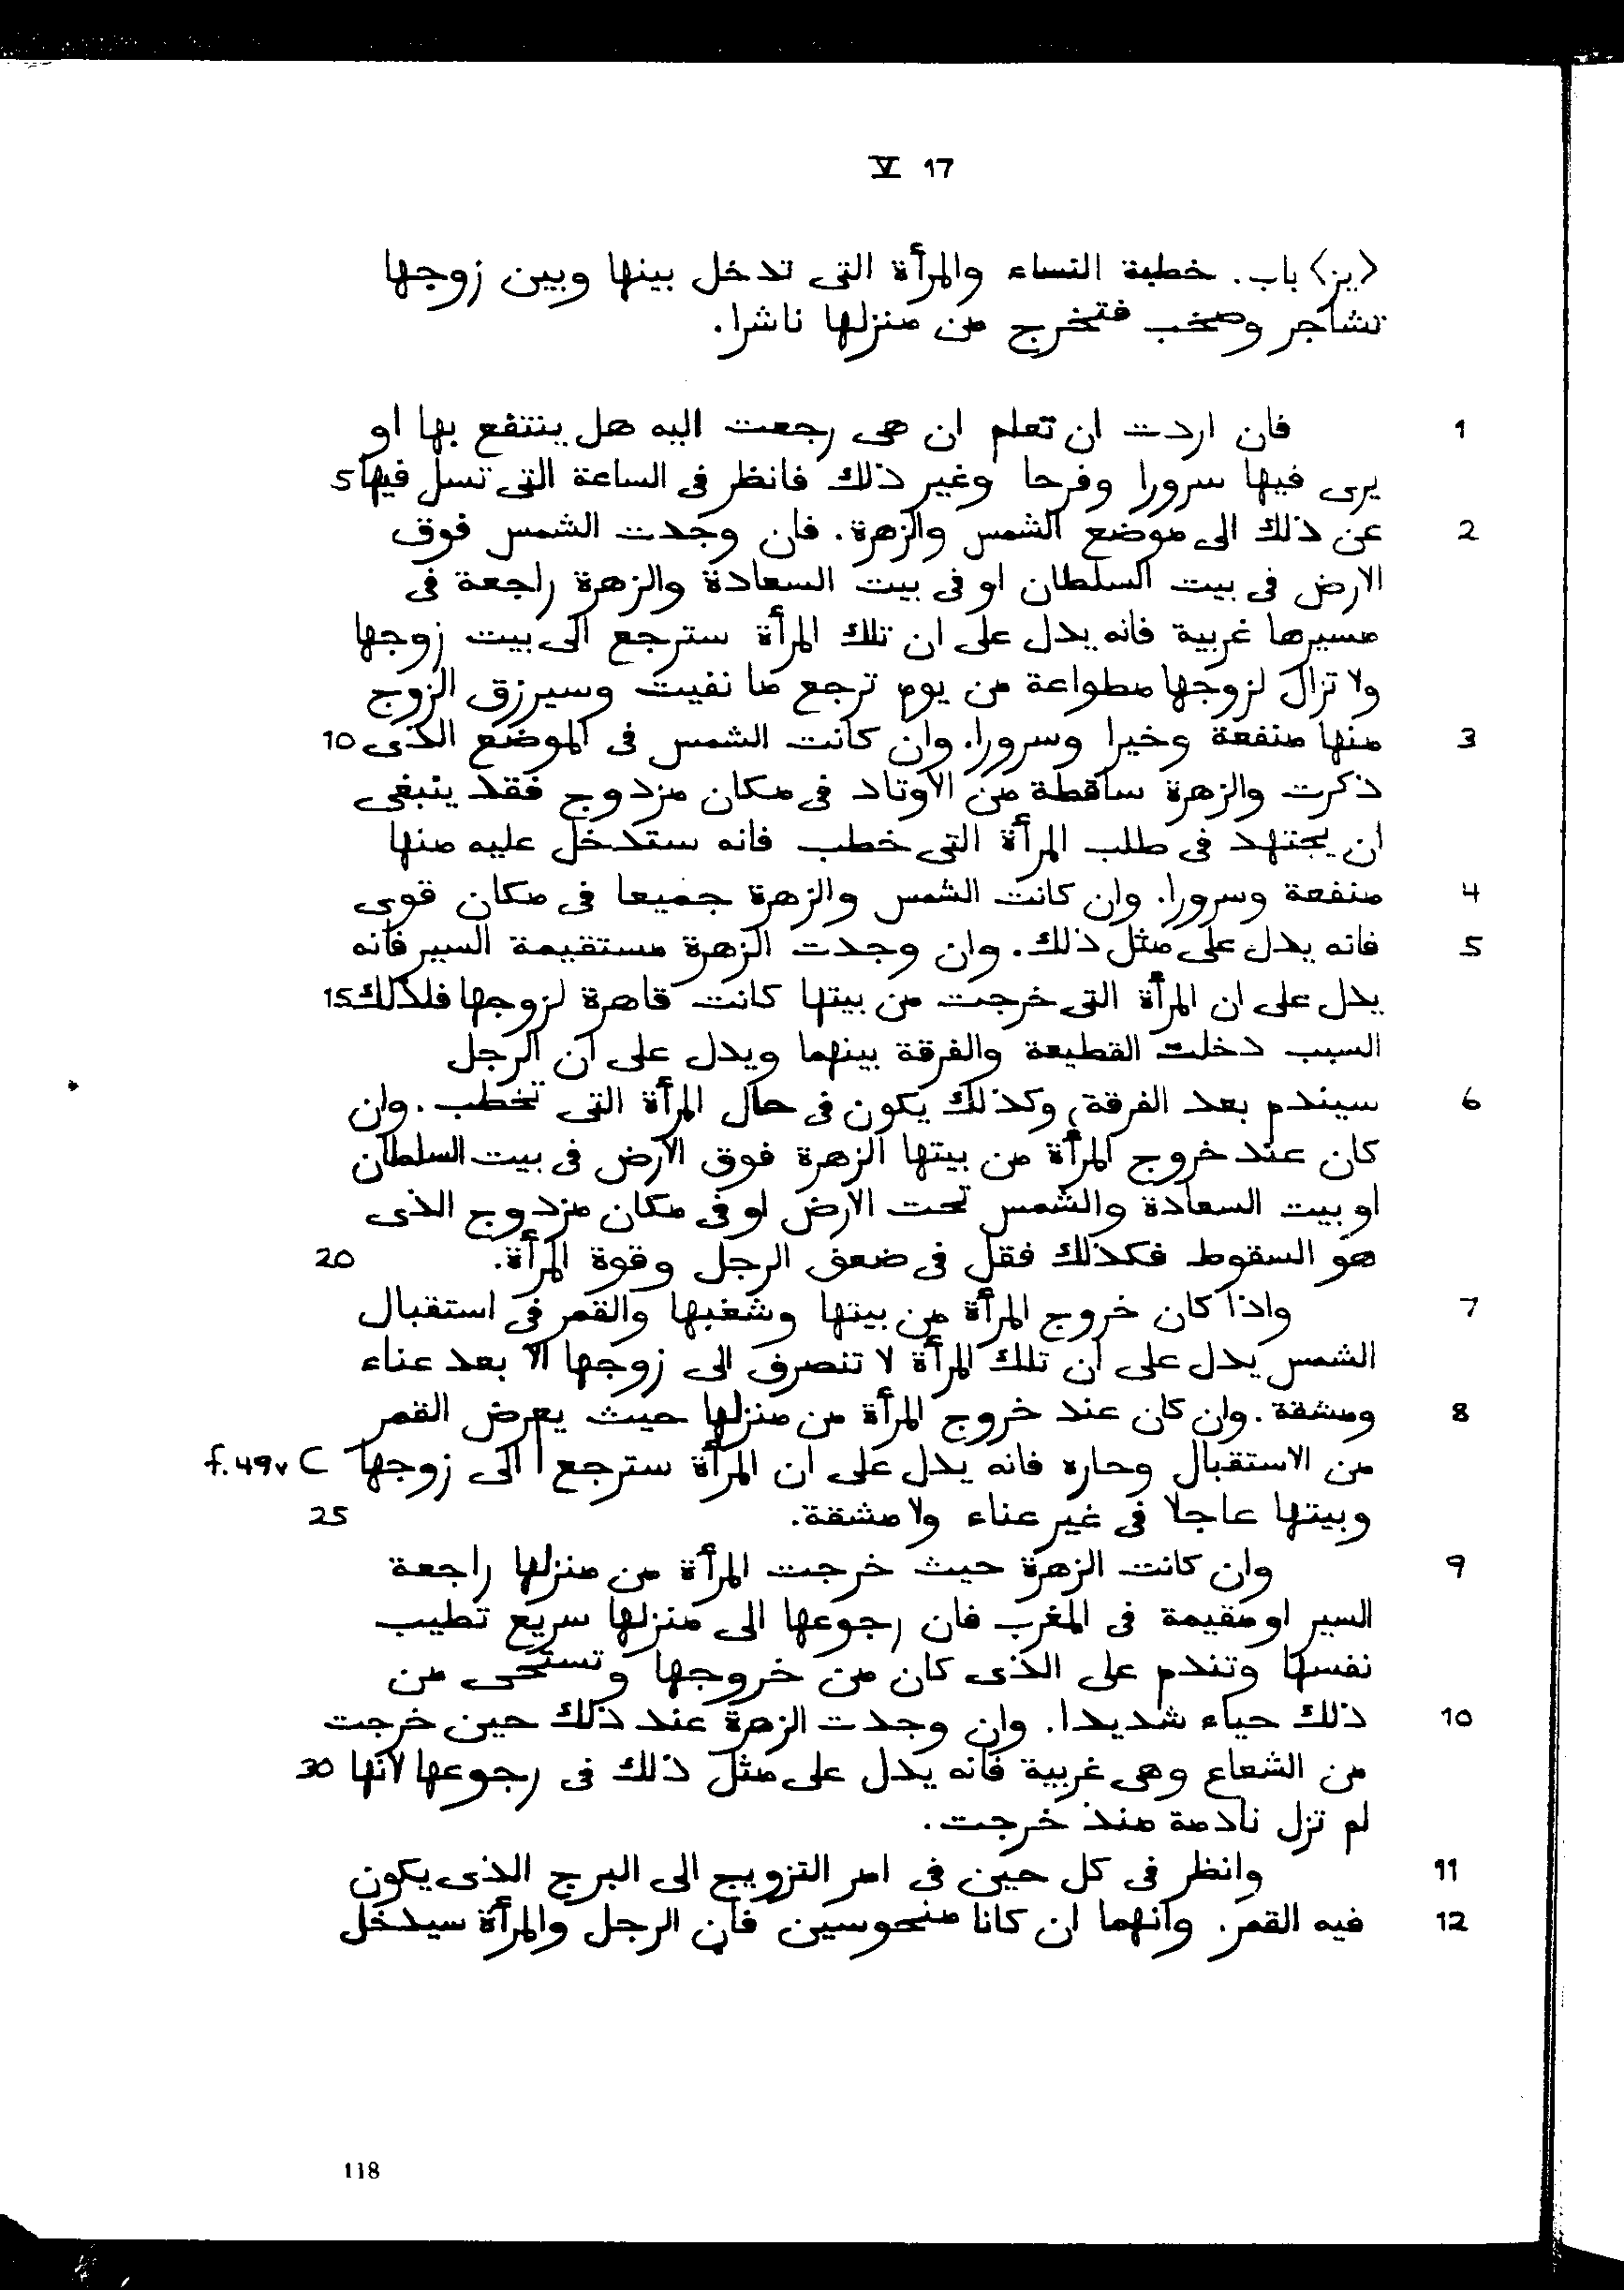 V 17
<يز> باب. خطبة النساء والمرأة التى تدخل بينها وبين زوجها
تشاجر وصخب فتخرج من منزلها ناشرا.
1 فان اردت ان تعلم ان هى رجعت اليه هل ينتفع بها او
يرى فيها سرورا وفرحا وغير ذلك فانظر فى الساعة التى تسل فيها 5
2 عن ذلك الى موضع الشمس والزهرة. فان وجدت الشمس فوق
الارض فى بيت السلطان او فى بيت السعادة والزهرة راجعة فى
مسيرها غربية فانه يدل على ان تلك المرأة سترجع الى بيت زوجها
ولا تزال لزوجها مطواعة من يوم ترجع ما نفيت وسيرزق الزوج
3 منها منفعة وخيرا وسرورا. وان كانت الشمس فى الموضع الذى 10
ذكرت والزهرة ساقطة من الاوتاد فى مكان مزدوج فقد ينبغى
ان يجتهد فى طلب المرأة التى خطب فانه ستدخل عليه منها
4 منفعة وسرورا. وان كانت الشمس والزهرة جميعا فى مكان قوى
5 فانه يدل على مثل ذلك. وان وجدت الزهرة مستقيمة السير فانه
يدل على ان المرأة التى خرجت من بيتها كانت قاهرة لزوجها فلذلك 15
السبب دخلت القطيعة والفرقة بينهما ويدل على ان الرجل
6 سيندم بعد الفرقة، وكذلك يكون فى حال المرأة التى تخطب. وان
كان عند خروج المرأة من بيتها الزهرة فوق الارض فى بيت السلطان
او بيت السعادة والشمس تحت الارض او فى مكان مزدوج الذى
هو السقوط فكذلك فقل فى ضعف الرجل وقوة المرأة. 20
7 واذا كان خروج المرأة من بيتها وشغبها والقمر فى استقبال
الشمس يدل على ان تلك المرأة لا تنصرف الى زوجها الا بعد عناء
8 ومشقة. وان كان عند خروج المرأة من منزلها حيث يعرض القمر
من الاستقبال وحاره فانه يدل على ان المرأة سترجع | الى زوجها f. 49v C
وبيتها عاجلا فى غير عناء ولا مشقة. 25
9 وان كانت الزهرة حيث خرجت المرأة من منزلها راجعة
السير او مقيمة فى المغرب فان رجوعها الى منزلها سريع تطيب
نفسها وتندم على الذى كان من خروجها وتستحى من
10 ذلك حياء شديدا. وان وجدت الزهرة عند ذلك حين خرجت
من الشعاع وهى غربية فانه يدل على مثل ذلك فى رجوعها لانها 30
لم تزل نادمة منذ خرجت.
11 وانظر فى كل حين فى امر التزويج الى البرج الذى يكون
12 فيه القمر. وانهما ان كانا منحوسين فان الرجل والمرأة سيدخل
118